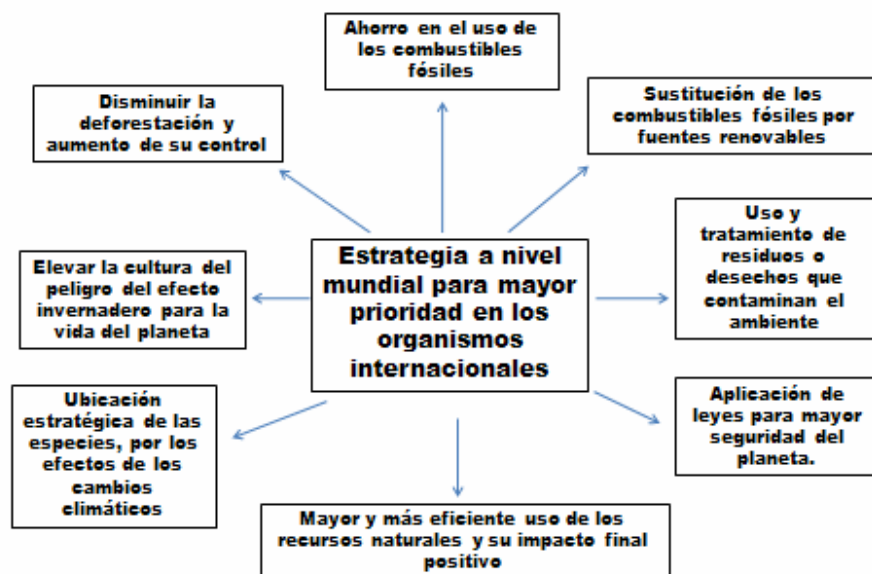 Ahorro en el uso de
los combustibles
fósiles
Disminuir la
deforestación y
aumento de su control
Sustitución de los
combustibles fósiles por
fuentes renovables
Estrategia a nivel
mundial para mayor
prioridad en los
organismos
internacionales
Uso y
tratamiento de
residuos o
desechos que
contaminan el
ambiente
Elevar la cultura del
peligro del efecto
invernadero para la
vida del planeta
Ubicación
estratégica de las
especies, por los
efectos de los
cambios
climáticos
Aplicación de
leyes para mayor
seguridad del
planeta.
Mayor y más eficiente uso de los
recursos naturales y su impacto final
positivo